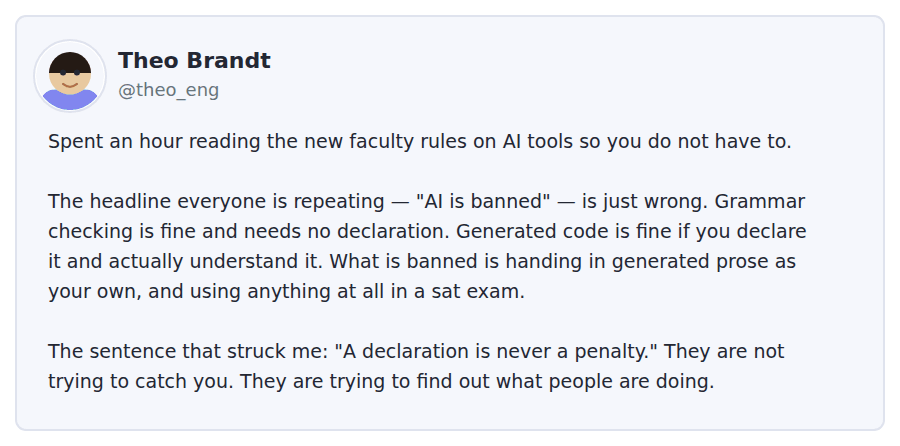 Theo Brandt
@theo_eng
Spent an hour reading the new faculty rules on AI tools so you do not have to.
The headline everyone is repeating — "AI is banned" — is just wrong. Grammar
checking is fine and needs no declaration. Generated code is fine if you declare
it and actually understand it. What is banned is handing in generated prose as
your own, and using anything at all in a sat exam.
The sentence that struck me: "A declaration is never a penalty." They are not
trying to catch you. They are trying to find out what people are doing.